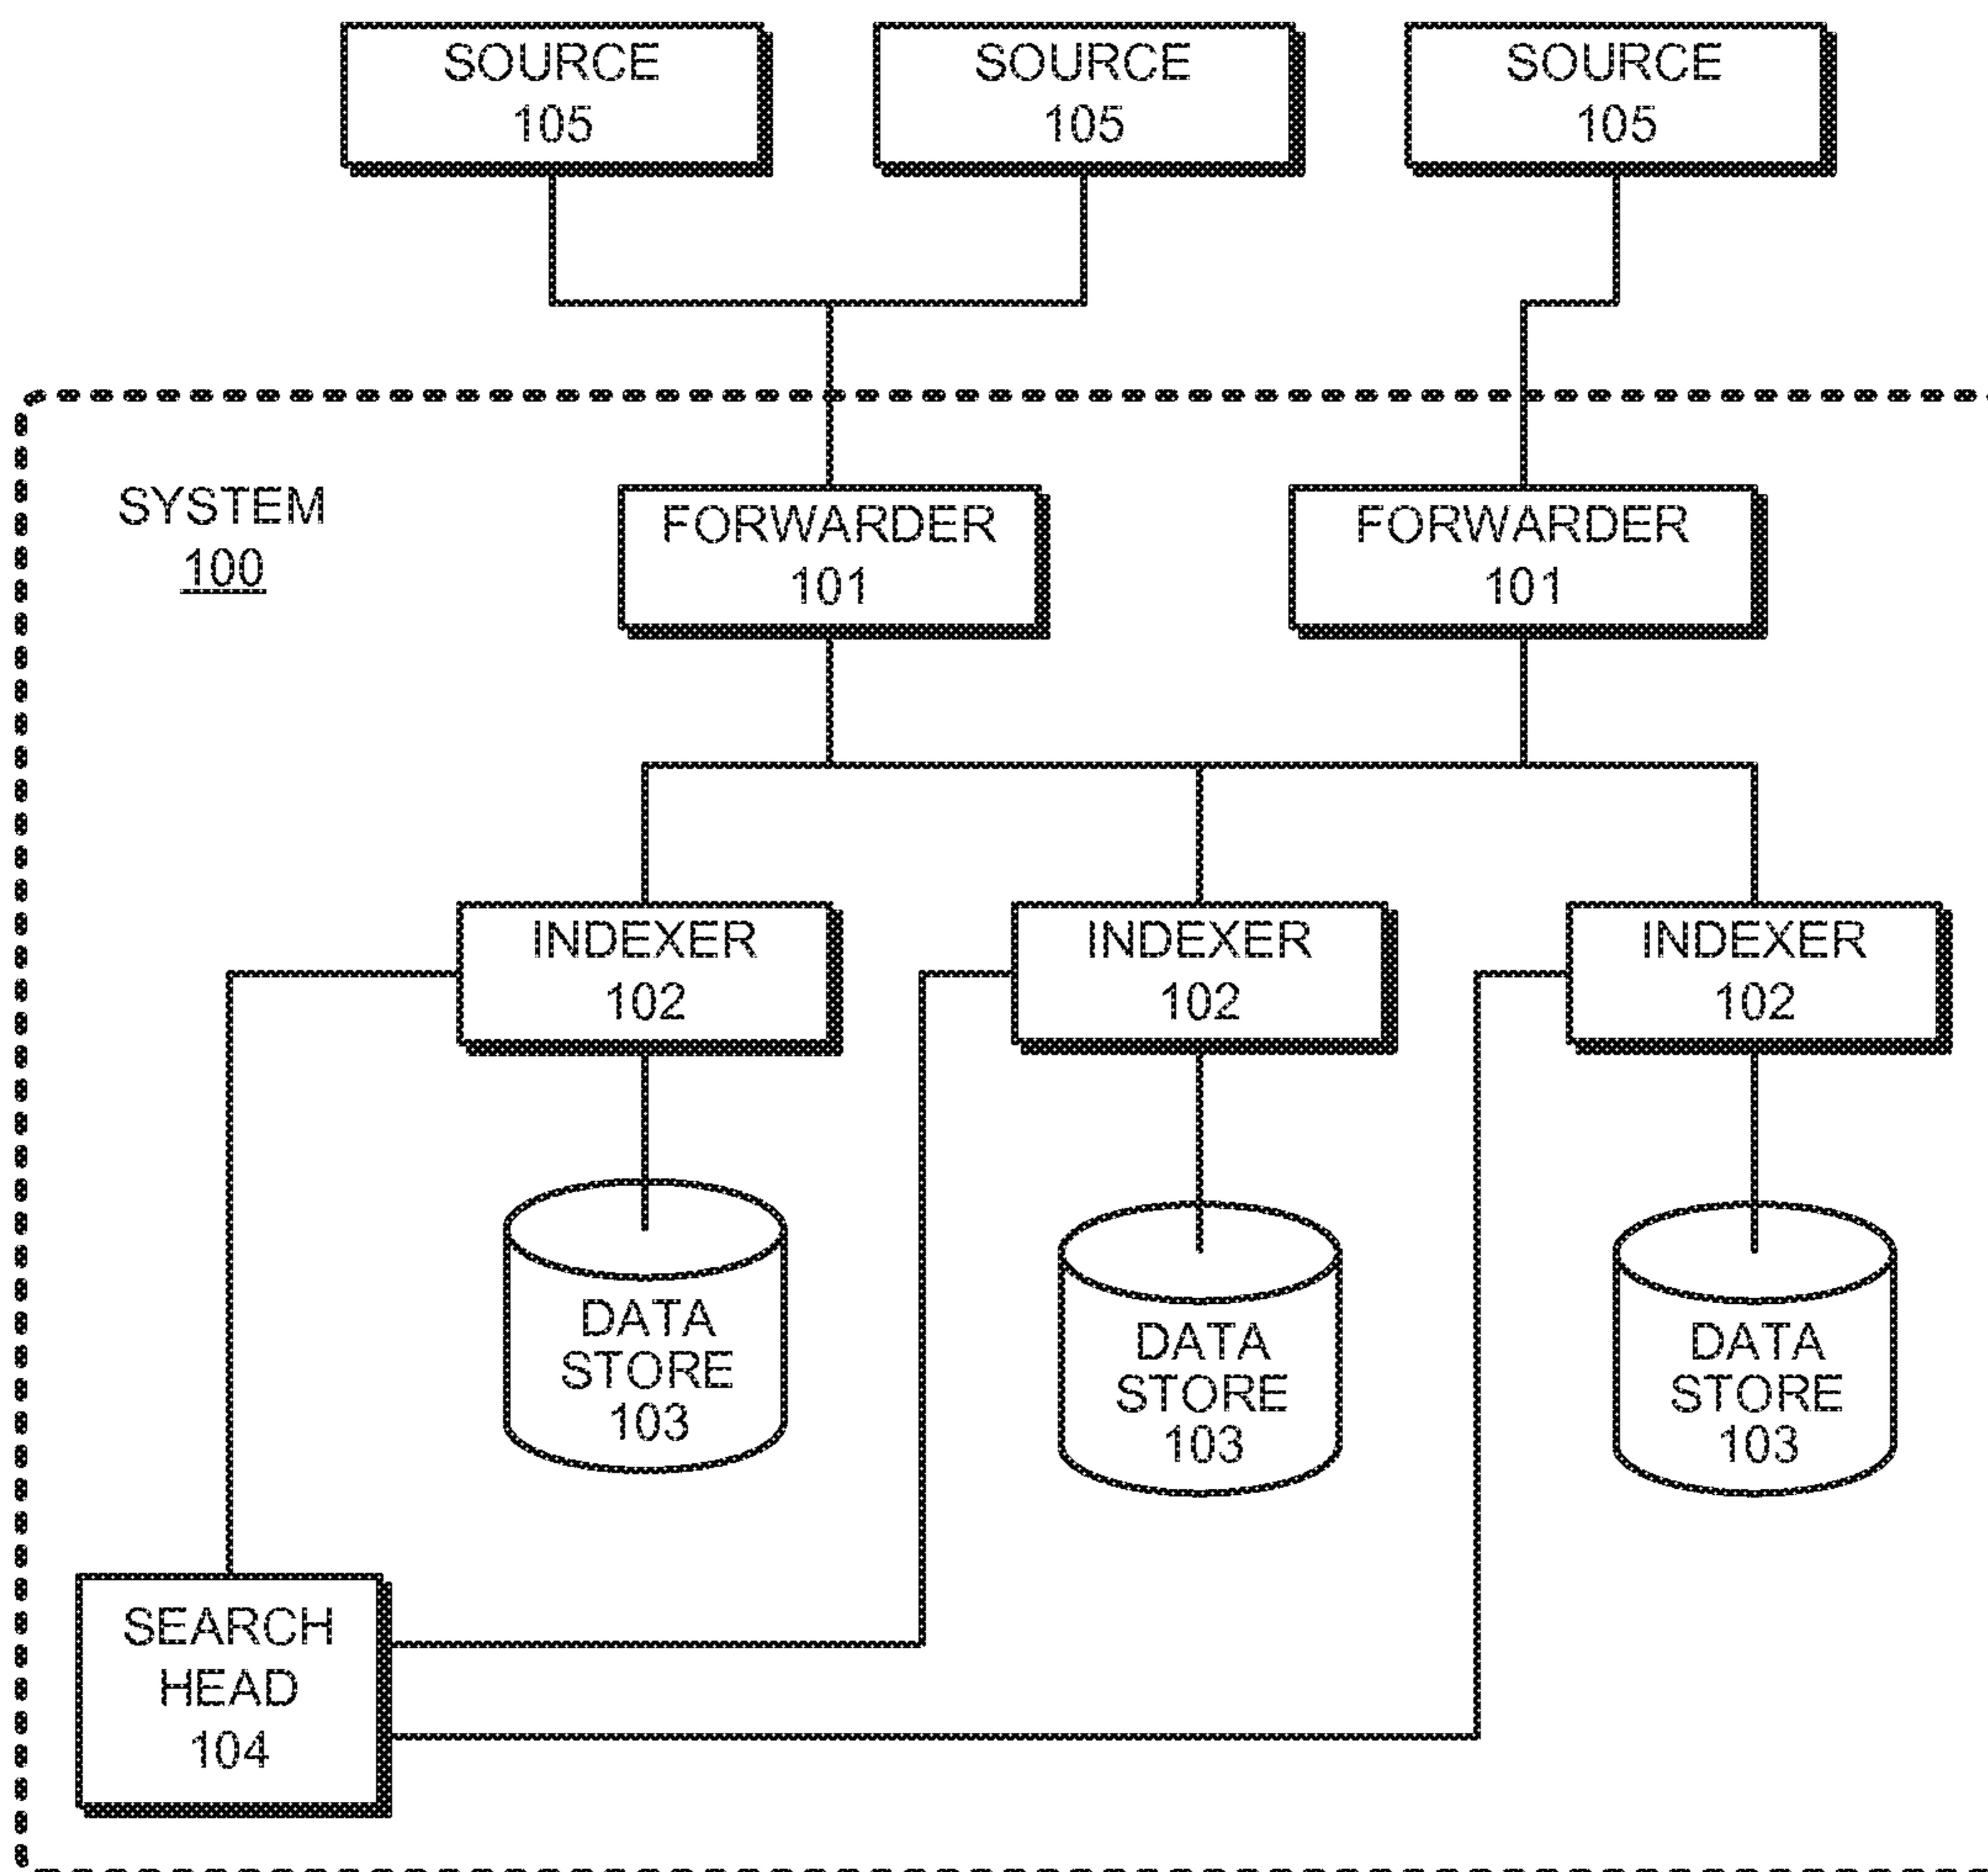 SOURCE
105
SOURCE
105
SOURCE
105
SYSTEM
100
FORWARDER
101
FORWARDER
101
INDEXER
102
INDEXER
102
INDEXER
102
DATA
STORE
103
DATA
STORE
103
DATA
STORE
103
SEARCH
HEAD
104